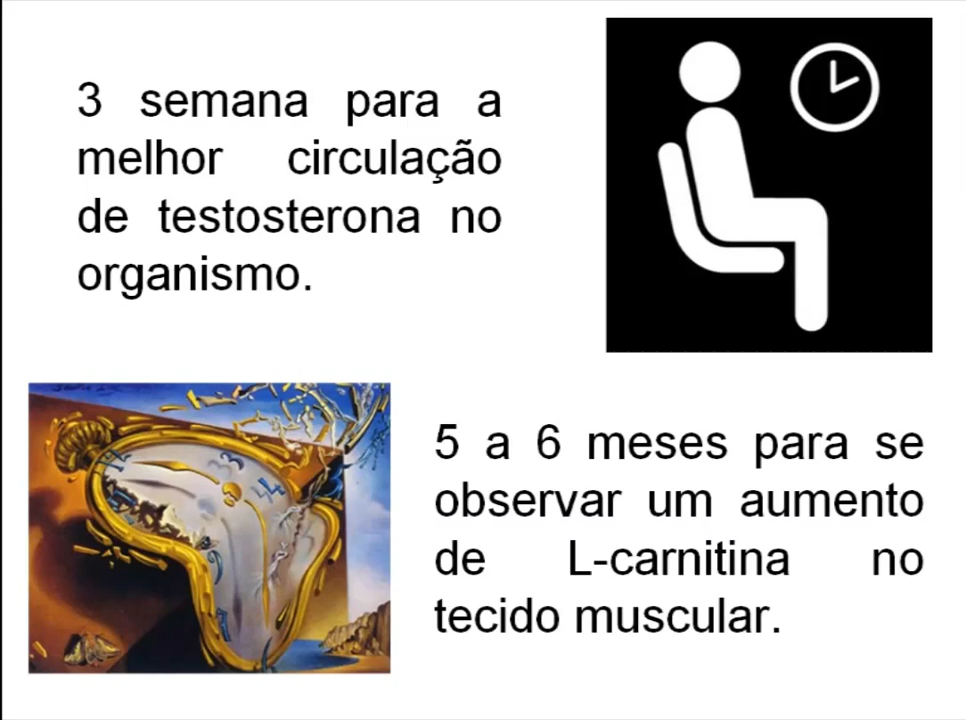 3 semana para a
melhor circulação
de testosterona no
organismo.
5 a 6 meses para se
observar um aumento
de L-carnitina no
tecido muscular.